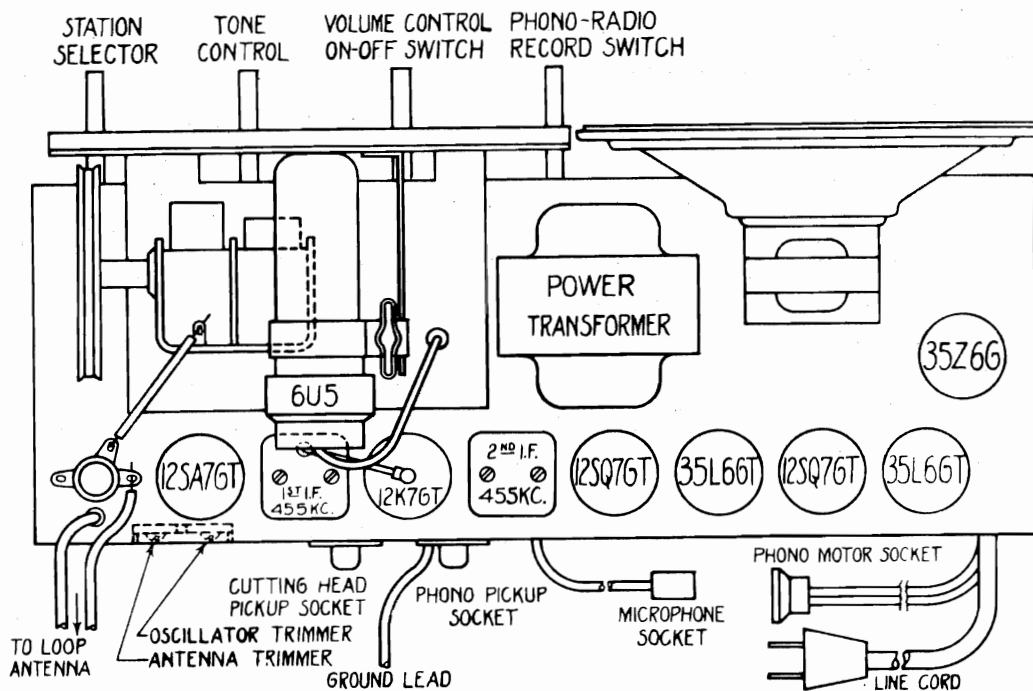 STATION
SELECTOR
TONE
CONTROL
VOLUME CONTROL
ON-OFF SWITCH
PHONO-RADIO
RECORD SWITCH
POWER
TRANSFORMER
35Z6G
6U5
12SA7GT
1ST I.F.
455KC.
12K7GT
2ND I.F.
455KC.
12SQ7GT
35L6GT
12SQ7GT
35L6GT
CUTTING HEAD
PICKUP SOCKET
PHONO PICKUP
SOCKET
MICROPHONE
SOCKET
PHONO MOTOR SOCKET
TO LOOP
ANTENNA
OSCILLATOR TRIMMER
ANTENNA TRIMMER
GROUND LEAD
LINE CORD